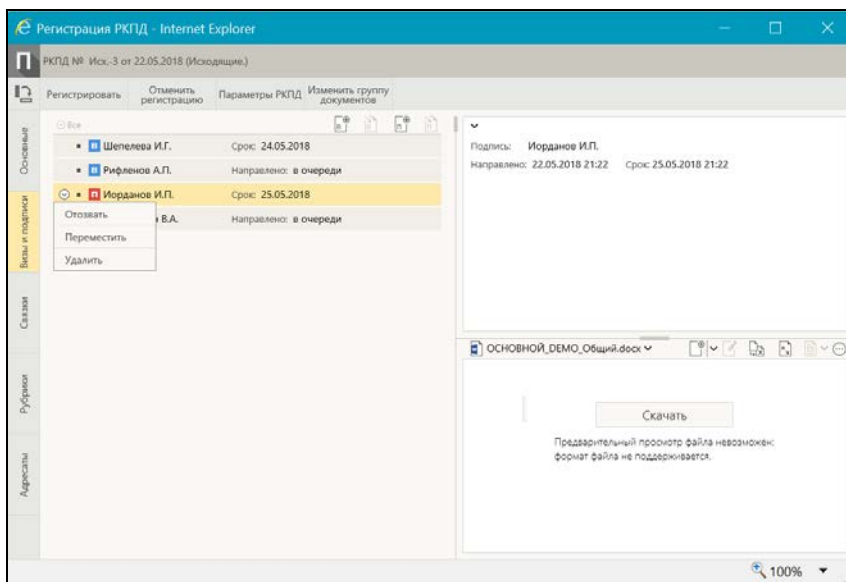 Регистрация РКПД - Internet Explorer
П
РКПД № Исх.-3 от 22.05.2018 (Исходящие.)
Регистрировать
Отменить
регистрацию
Параметры РКПД
Изменить группу
документов
Основные
Визы и подписи
Связки
Рубрики
Адресаты
Все
В Шепелева И.Г. Срок: 24.05.2018
В Рифленов А.П. Направлено: в очереди
П Иорданов И.П. Срок: 25.05.2018
В.А. Направлено: в очереди
Отозвать
Переместить
Удалить
Подпись: Иорданов И.П.
Направлено: 22.05.2018 21:22 Срок: 25.05.2018 21:22
ОСНОВНОЙ_DEMO_Общий.docx
Скачать
Предварительный просмотр файла невозможен:
формат файла не поддерживается.
100%